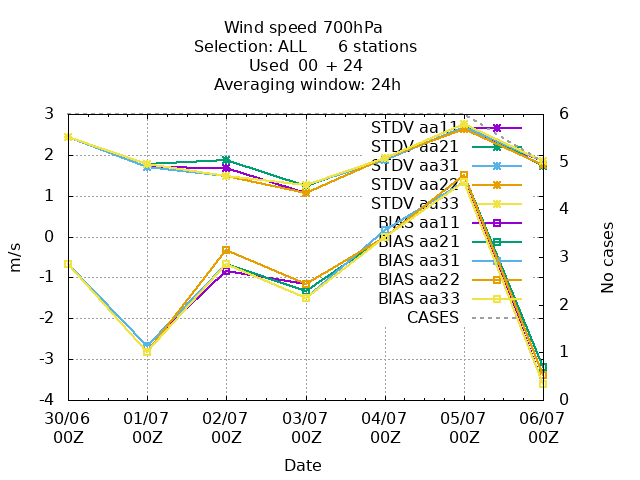 Wind speed 700hPa
Selection: ALL 6 stations
Used 00 + 24
Averaging window: 24h
3
2
1
0
-1
-2
-3
-4
m/s
6
5
4
3
2
1
0
No cases
STDV aa11
STDV aa21
STDV aa31
STDV aa22
STDV aa33
BIAS aa11
BIAS aa21
BIAS aa31
BIAS aa22
BIAS aa33
CASES
30/06 01/07 02/07 03/07 04/07 05/07 06/07
00Z 00Z 00Z 00Z 00Z 00Z 00Z
Date